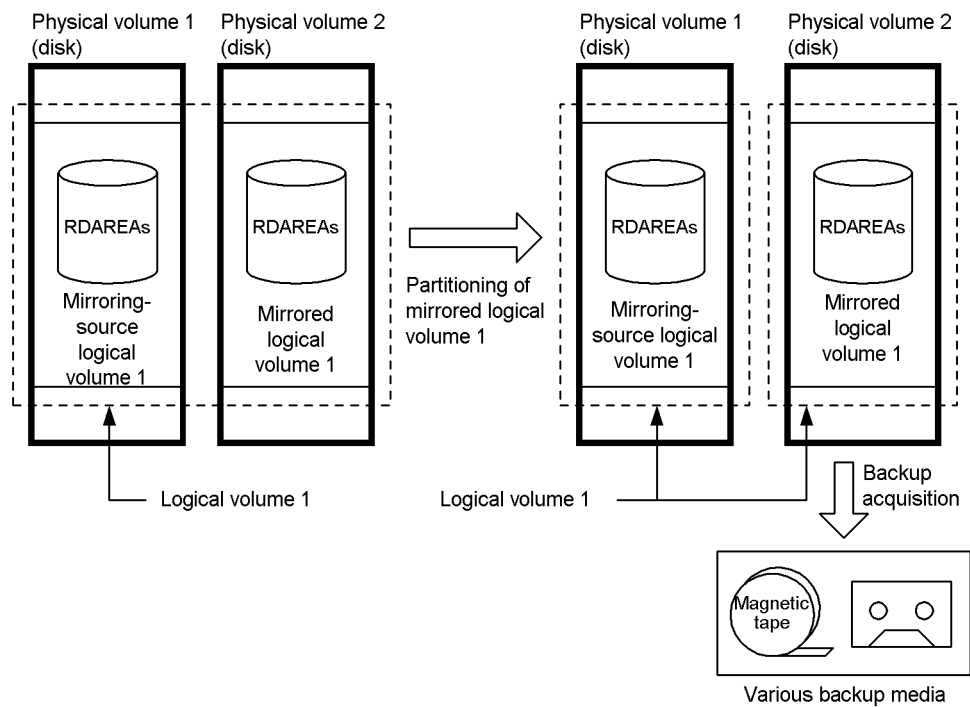 Physical volume 1
(disk)
Physical volume 2
(disk)
RDAREAs
Mirroring-
source
logical
volume 1
RDAREAs
Mirrored
logical
volume 1
Logical volume 1
Partitioning of
mirrored logical
volume 1
Physical volume 1
(disk)
Physical volume 2
(disk)
RDAREAs
Mirroring-
source logical
volume 1
RDAREAs
Mirrored
logical
volume 1
Logical volume 1
Backup
acquisition
Magnetic
tape
Various backup media